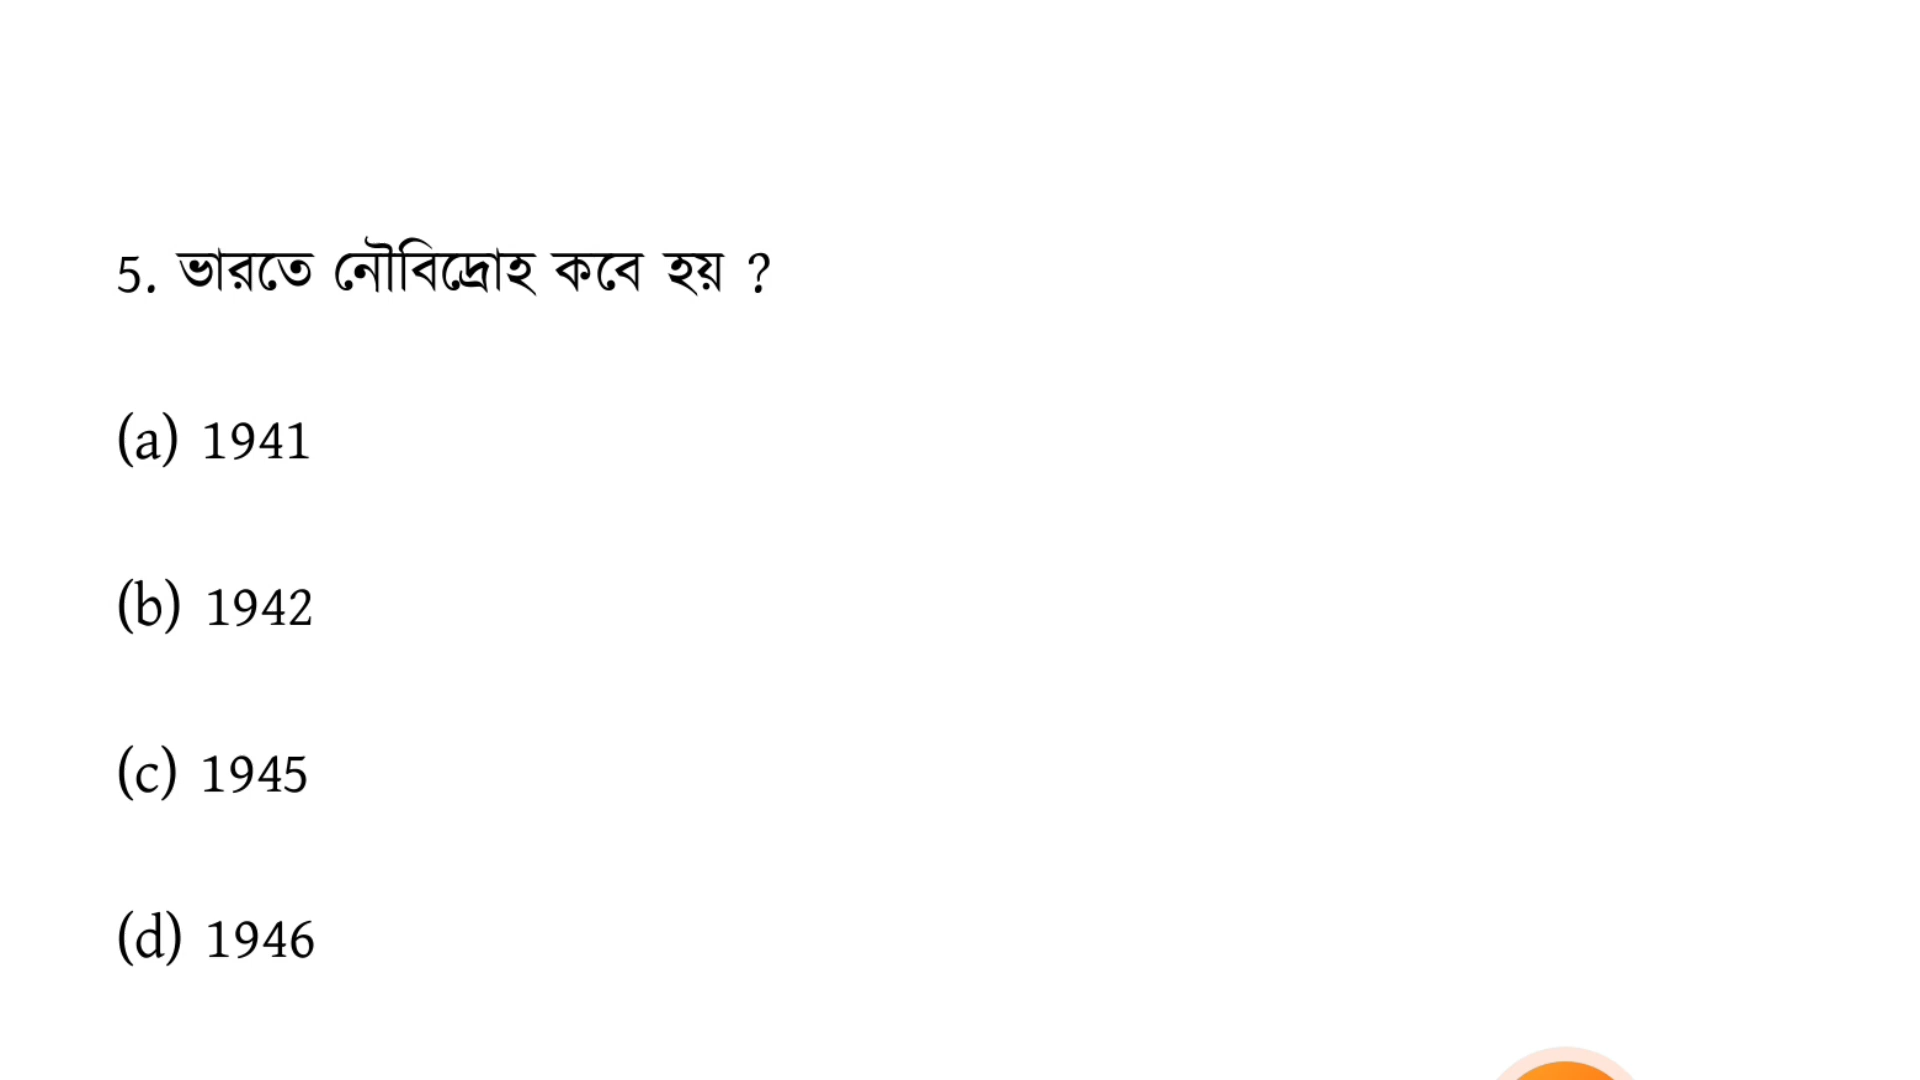 5. ভারতে নৌবিদ্রোহ কবে হয় ?
(a) 1941
(b) 1942
(c) 1945
(d) 1946